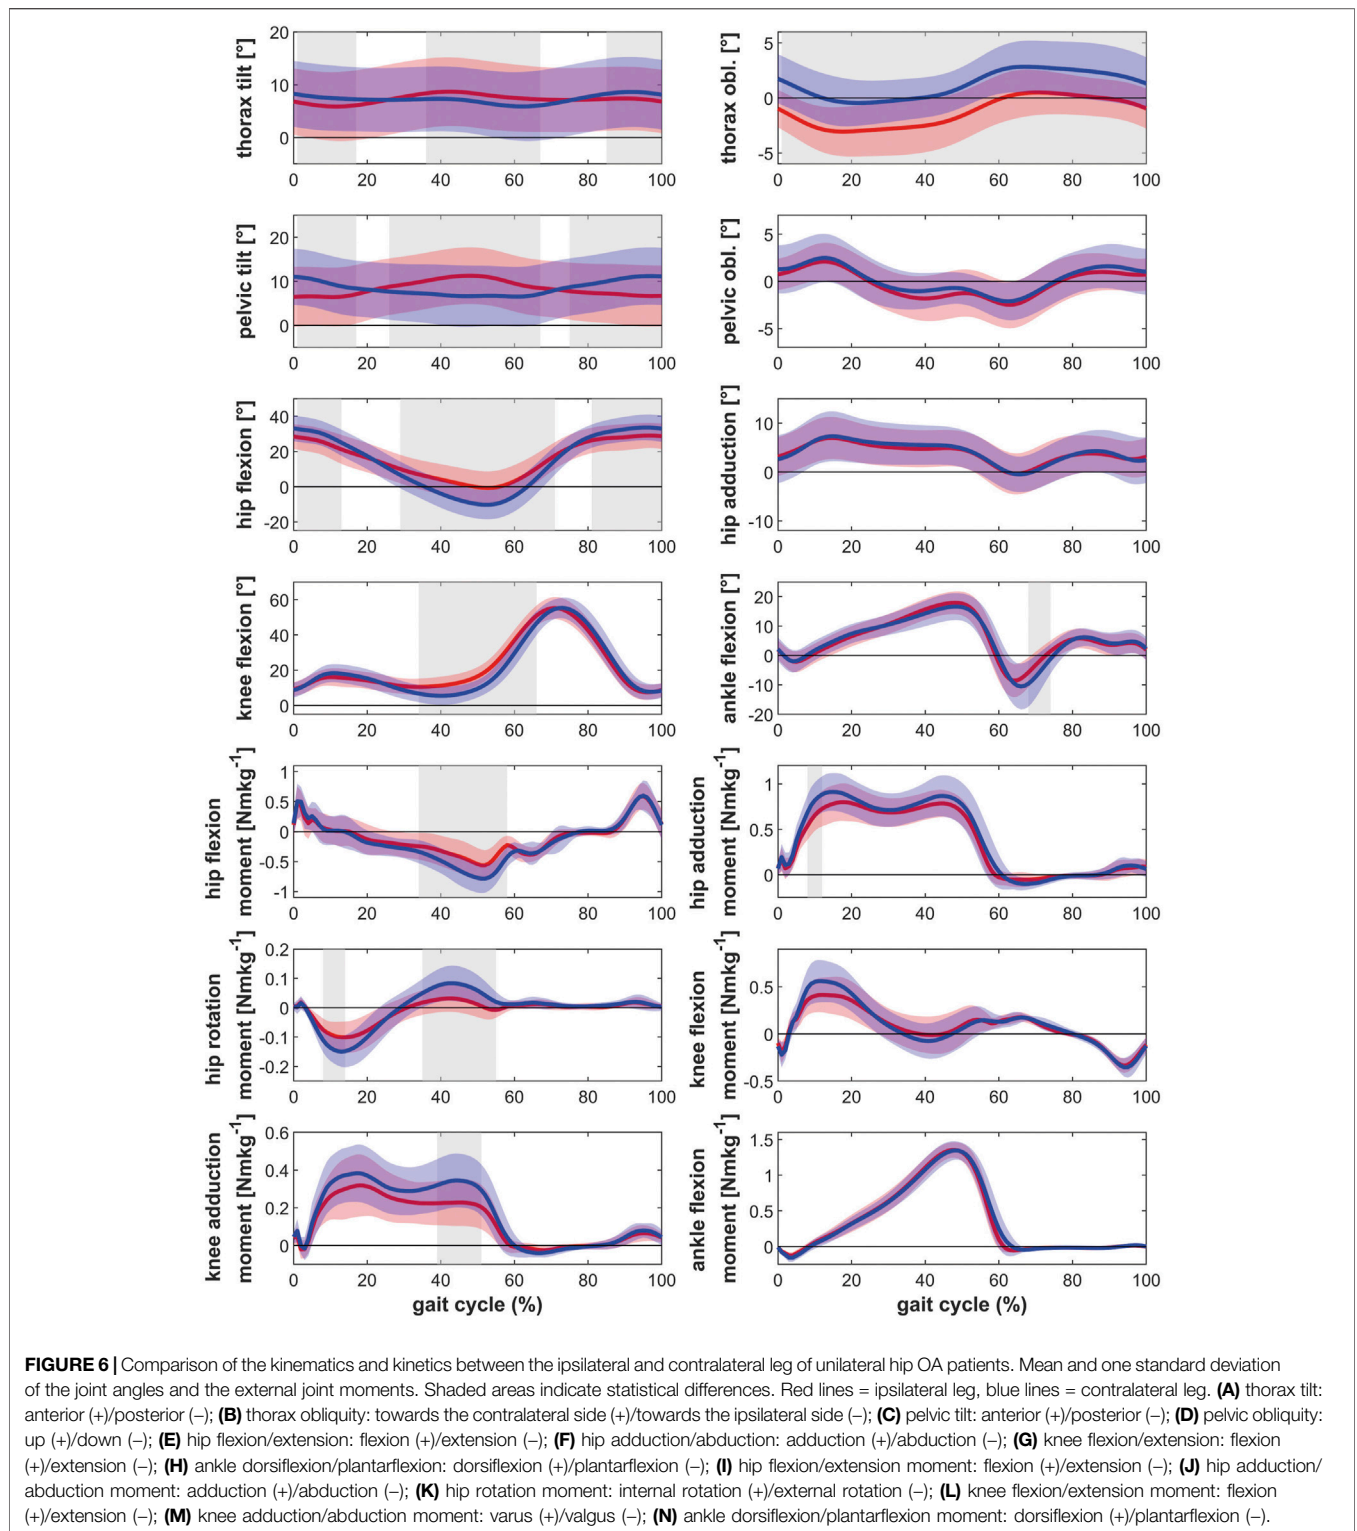 thorax tilt [°]
20
10
0
0 20 40 60 80 100
thorax obl. [°]
5
0
-5
0 20 40 60 80 100
pelvic tilt [°]
20
10
0
0 20 40 60 80 100
pelvic obl. [°]
5
0
-5
0 20 40 60 80 100
hip flexion [°]
40
20
0
-20
0 20 40 60 80 100
hip adduction [°]
10
0
-10
0 20 40 60 80 100
knee flexion [°]
60
40
20
0
0 20 40 60 80 100
ankle flexion [°]
20
10
0
-10
-20
0 20 40 60 80 100
hip flexion
moment [Nmkg⁻¹]
1
0.5
0
-0.5
-1
0 20 40 60 80 100
hip adduction
moment [Nmkg⁻¹]
1
0.5
0
0 20 40 60 80 100
hip rotation
moment [Nmkg⁻¹]
0.2
0.1
0
-0.1
-0.2
0 20 40 60 80 100
knee flexion
moment [Nmkg⁻¹]
0.5
0
-0.5
0 20 40 60 80 100
knee adduction
moment [Nmkg⁻¹]
0.6
0.4
0.2
0
0 20 40 60 80 100
gait cycle (%)
ankle flexion
moment [Nmkg⁻¹]
1.5
1
0.5
0
0 20 40 60 80 100
gait cycle (%)
FIGURE 6 | Comparison of the kinematics and kinetics between the ipsilateral and contralateral leg of unilateral hip OA patients. Mean and one standard deviation
of the joint angles and the external joint moments. Shaded areas indicate statistical differences. Red lines = ipsilateral leg, blue lines = contralateral leg. (A) thorax tilt:
anterior (+)/posterior (–); (B) thorax obliquity: towards the contralateral side (+)/towards the ipsilateral side (–); (C) pelvic tilt: anterior (+)/posterior (–); (D) pelvic obliquity:
up (+)/down (–); (E) hip flexion/extension: flexion (+)/extension (–); (F) hip adduction/abduction: adduction (+)/abduction (–); (G) knee flexion/extension: flexion
(+)/extension (–); (H) ankle dorsiflexion/plantarflexion: dorsiflexion (+)/plantarflexion (–); (I) hip flexion/extension moment: flexion (+)/extension (–); (J) hip adduction/
abduction moment: adduction (+)/abduction (–); (K) hip rotation moment: internal rotation (+)/external rotation (–); (L) knee flexion/extension moment: flexion
(+)/extension (–); (M) knee adduction/abduction moment: varus (+)/valgus (–); (N) ankle dorsiflexion/plantarflexion moment: dorsiflexion (+)/plantarflexion (–).